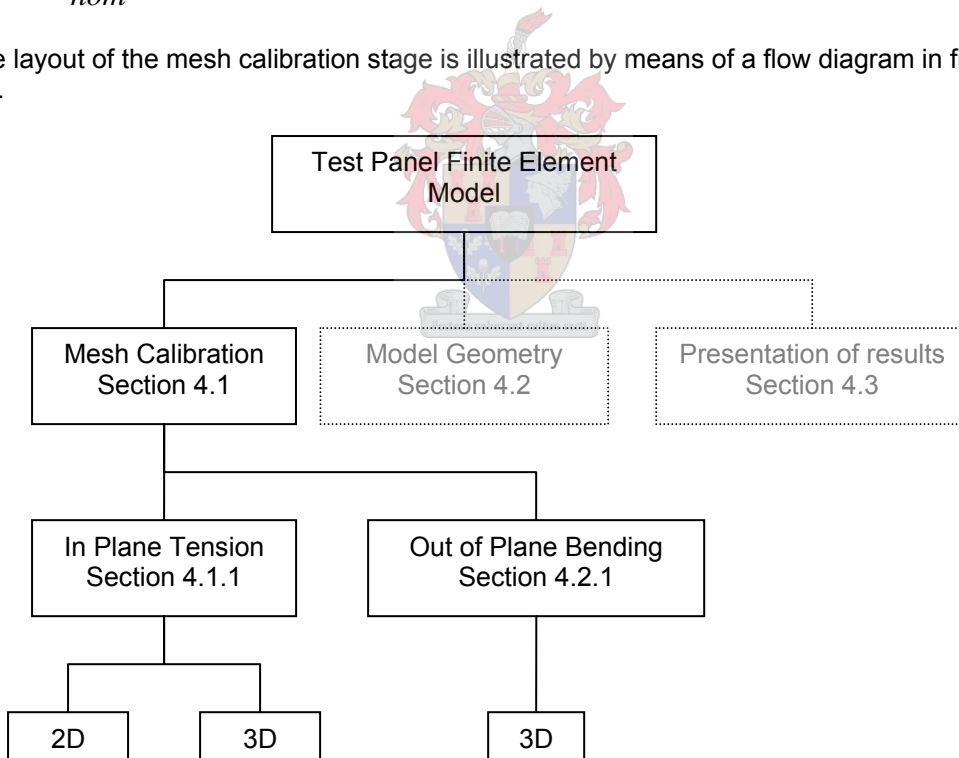 nom
e layout of the mesh calibration stage is illustrated by means of a flow diagram in
Test Panel Finite Element
Model
Mesh Calibration
Section 4.1
Model Geometry
Section 4.2
Presentation of results
Section 4.3
In Plane Tension
Section 4.1.1
Out of Plane Bending
Section 4.2.1
2D
3D
3D